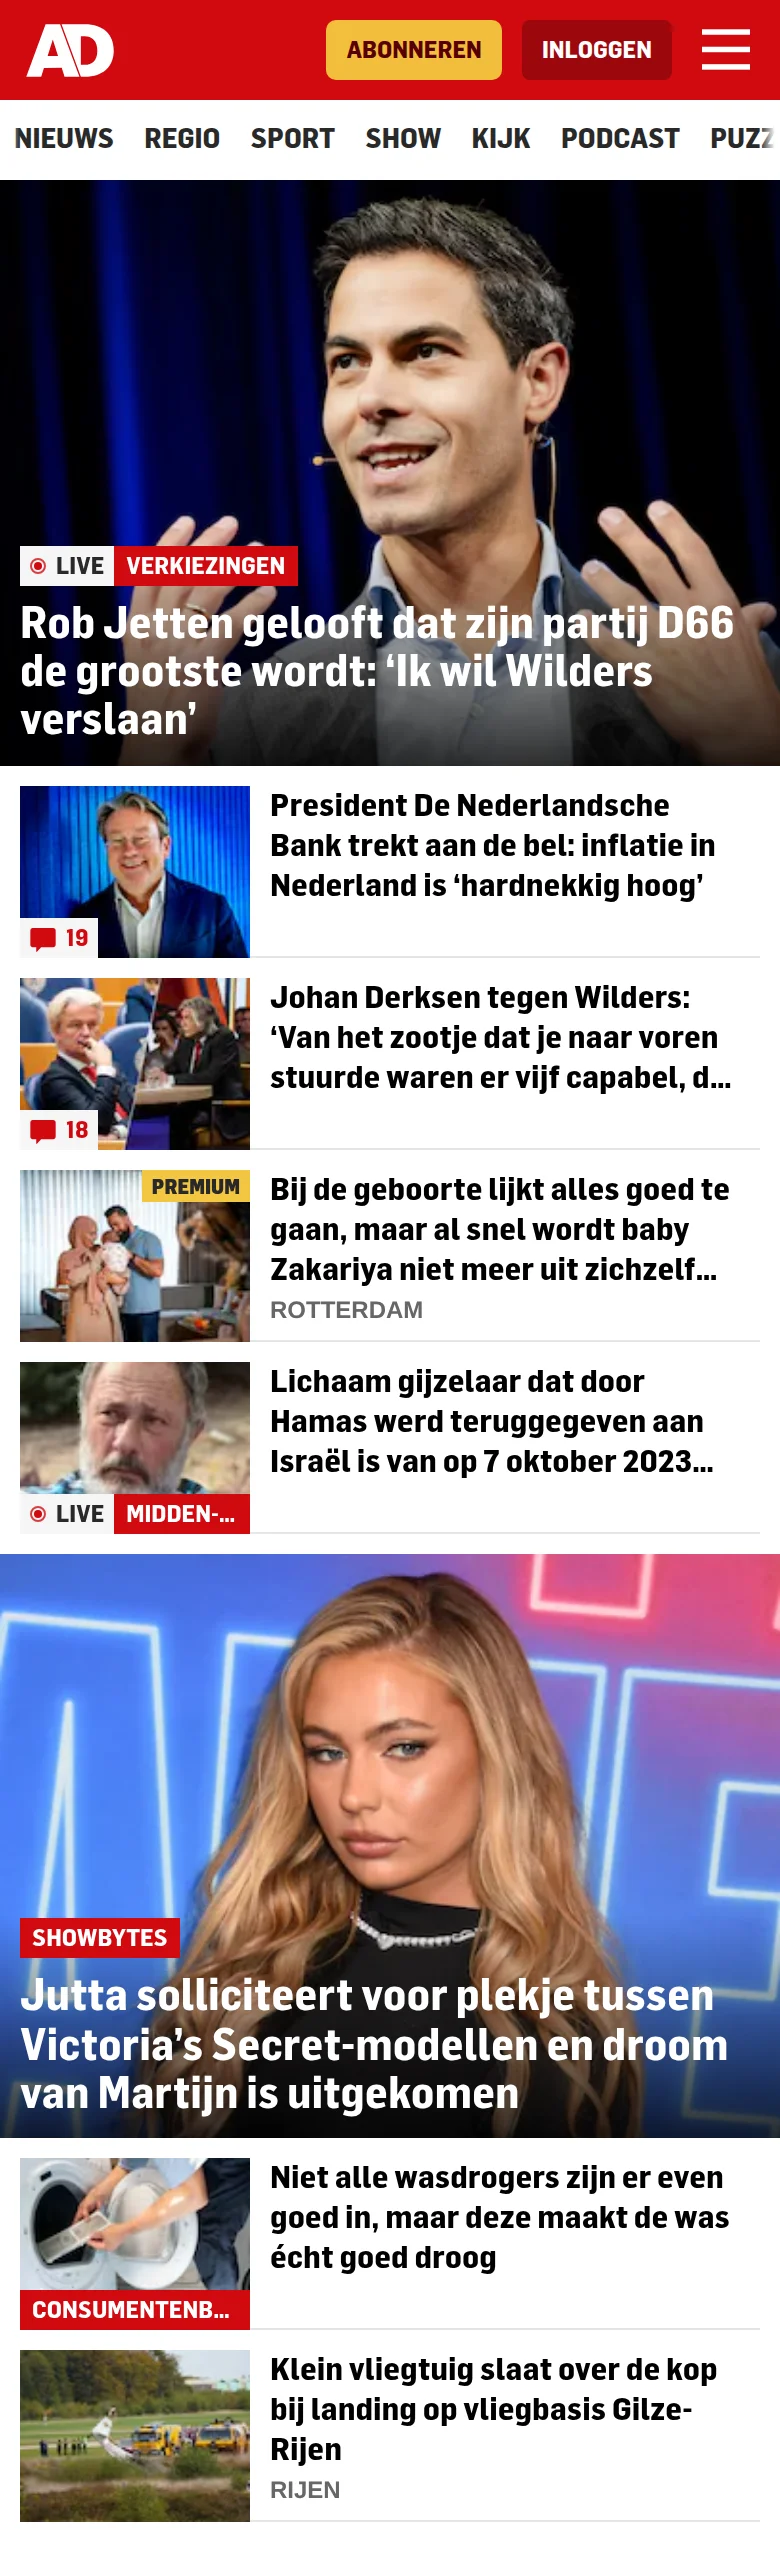 AD
ABONNEREN
INLOGGEN
NIEUWS REGIO SPORT SHOW KIJK PODCAST PUZZ
LIVE VERKIEZINGEN
Rob Jetten gelooft dat zijn partij D66
de grootste wordt: ‘Ik wil Wilders
verslaan’
President De Nederlandsche
Bank trekt aan de bel: inflatie in
Nederland is ‘hardnekkig hoog’
19
Johan Derksen tegen Wilders:
‘Van het zootje dat je naar voren
stuurde waren er vijf capabel, d...
18
PREMIUM
Bij de geboorte lijkt alles goed te
gaan, maar al snel wordt baby
Zakariya niet meer uit zichzelf...
ROTTERDAM
Lichaam gijzelaar dat door
Hamas werd teruggegeven aan
Israël is van op 7 oktober 2023...
LIVE MIDDEN-...
SHOWBYTES
Jutta solliciteert voor plekje tussen
Victoria’s Secret-modellen en droom
van Martijn is uitgekomen
Niet alle wasdrogers zijn er even
goed in, maar deze maakt de was
écht goed droog
CONSUMENTENB...
Klein vliegtuig slaat over de kop
bij landing op vliegbasis Gilze-
Rijen
RIJEN